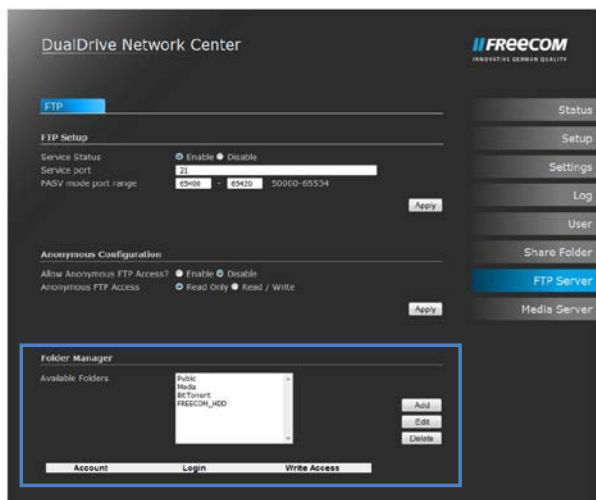 DualDrive Network Center
FREECOM
INNOVATIVE GERMAN QUALITY
FTP
FTP Setup
Service Status Enable Disable
Service port 21
PASV mode port range 65400 - 65420 50000-65534
Apply
Anonymous Configuration
Allow Anonymous FTP Access? Enable Disable
Anonymous FTP Access Read Only Read / Write
Apply
Folder Manager
Available Folders
Public
Media
BitTorrent
FREECOM_HDD
Add
Edit
Delete
Account Login Write Access
Status
Setup
Settings
Log
User
Share Folder
FTP Server
Media Server